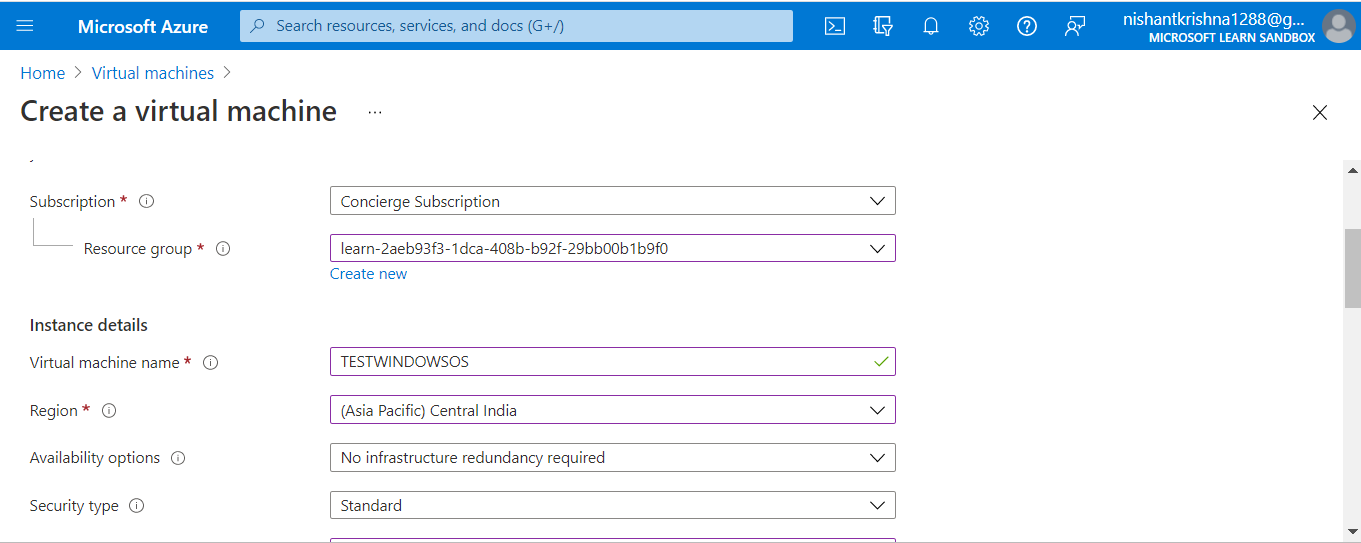 Microsoft Azure
Search resources, services, and docs (G+/)
nishantkrishna1288@g...
MICROSOFT LEARN SANDBOX
Home > Virtual machines >
Create a virtual machine ...
Subscription *
Concierge Subscription
Resource group *
learn-2aeb93f3-1dca-408b-b92f-29bb00b1b9f0
Create new
Instance details
Virtual machine name *
TESTWINDOWSOS
Region *
(Asia Pacific) Central India
Availability options
No infrastructure redundancy required
Security type
Standard